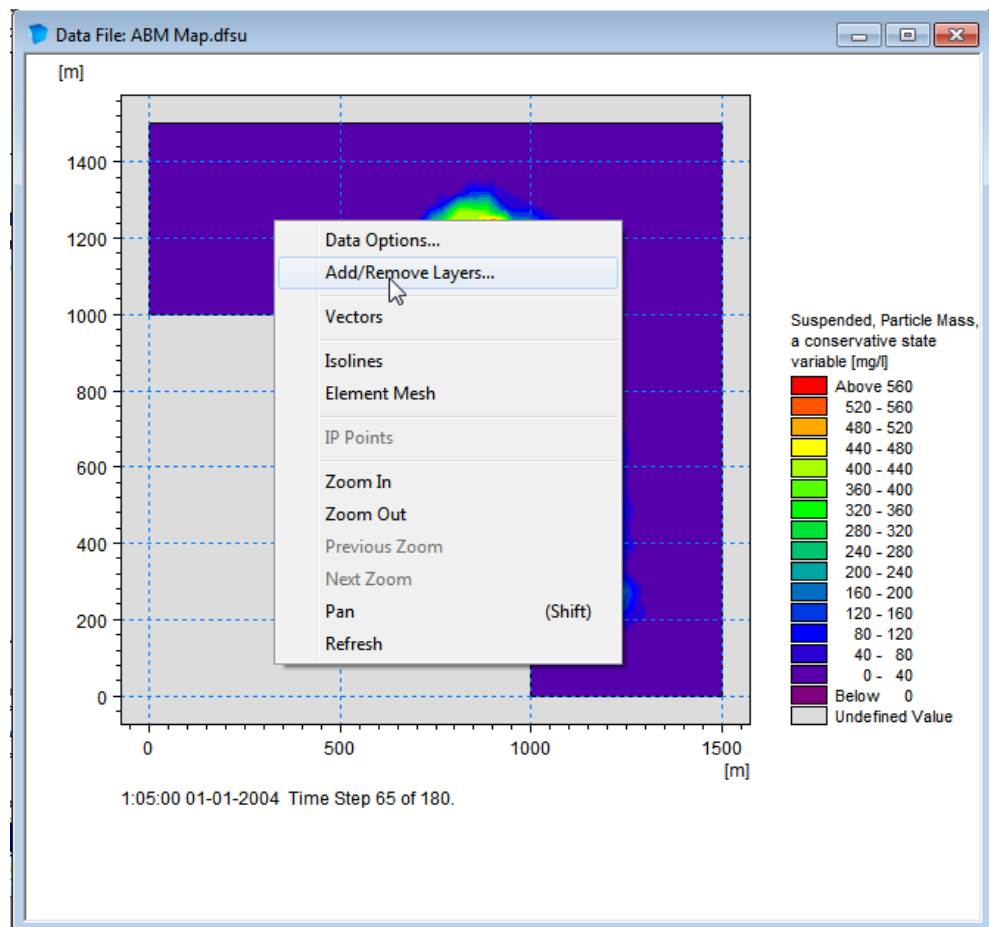 Data File: ABM Map.dfsu
[m]
1400
1200
1000
800
600
400
200
0
0 500 1000 1500
[m]
1:05:00 01-01-2004 Time Step 65 of 180.
Data Options...
Add/Remove Layers...
Vectors
Isolines
Element Mesh
IP Points
Zoom In
Zoom Out
Previous Zoom
Next Zoom
Pan (Shift)
Refresh
Suspended, Particle Mass,
a conservative state
variable [mg/l]
Above 560
520 - 560
480 - 520
440 - 480
400 - 440
360 - 400
320 - 360
280 - 320
240 - 280
200 - 240
160 - 200
120 - 160
80 - 120
40 - 80
0 - 40
Below 0
Undefined Value